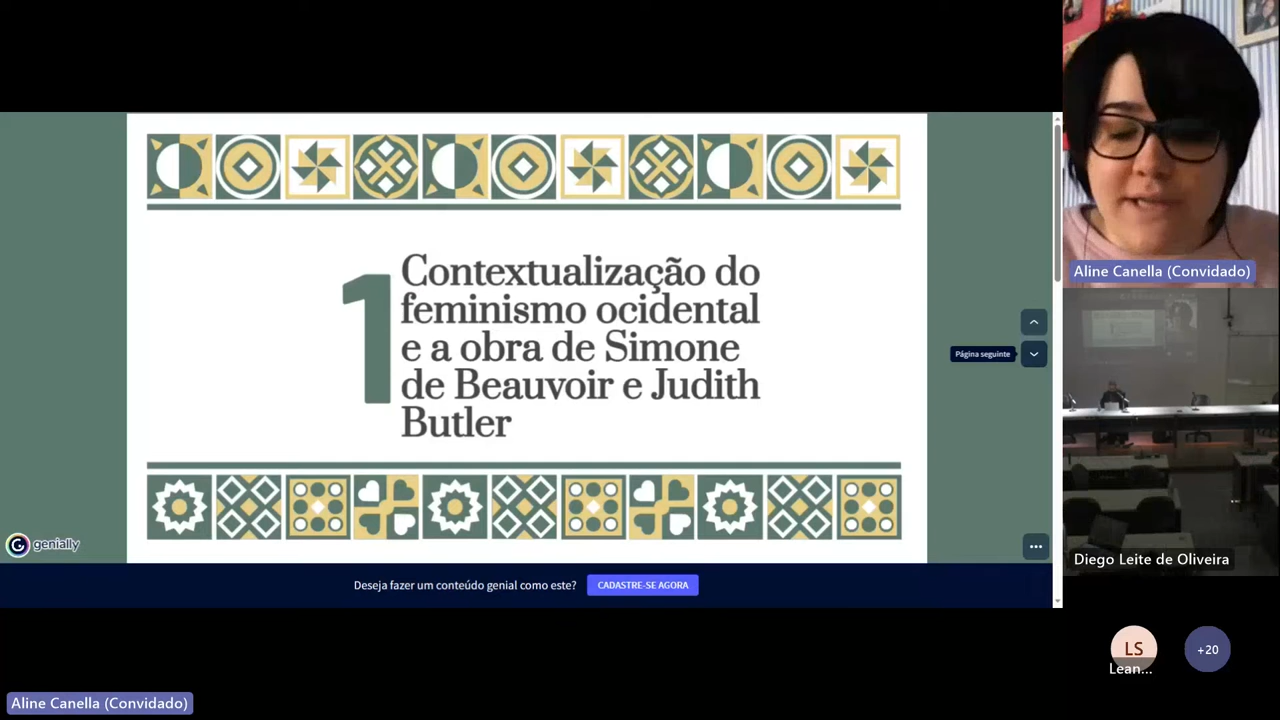 1
Contextualização do
feminismo ocidental
e a obra de Simone
de Beauvoir e Judith
Butler
Página seguinte
genially
Deseja fazer um conteúdo genial como este?
CADASTRE-SE AGORA
Aline Canella (Convidado)
Aline Canella (Convidado)
Diego Leite de Oliveira
LS
Lean...
+20